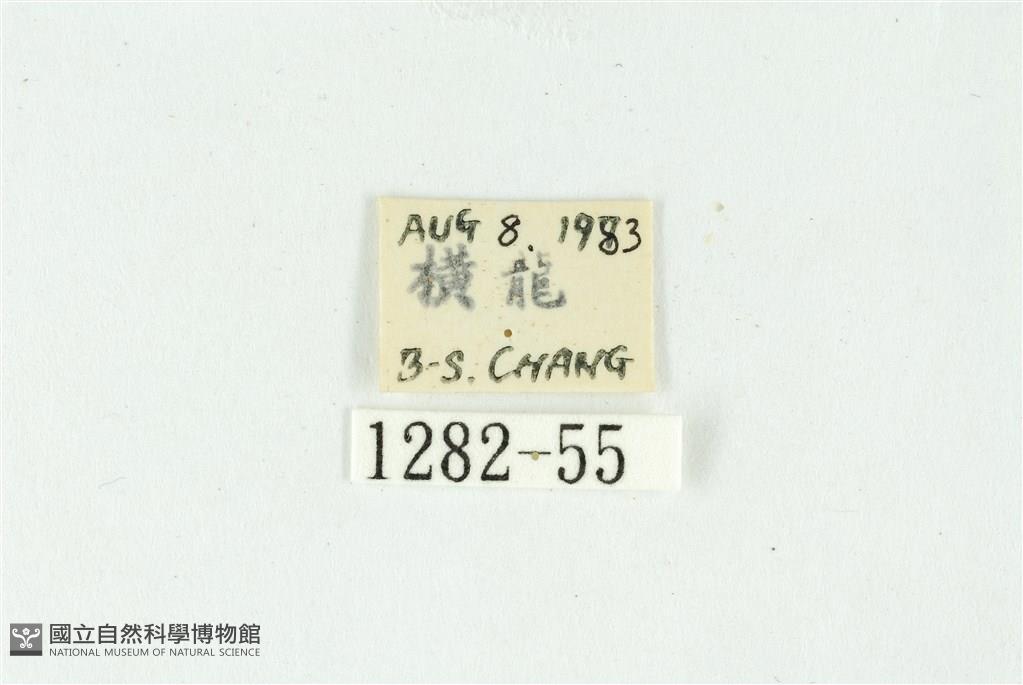 AUG 8. 1983
橫 龍
B-S. CHANG
1282-55
國立自然科學博物館
NATIONAL MUSEUM OF NATURAL SCIENCE